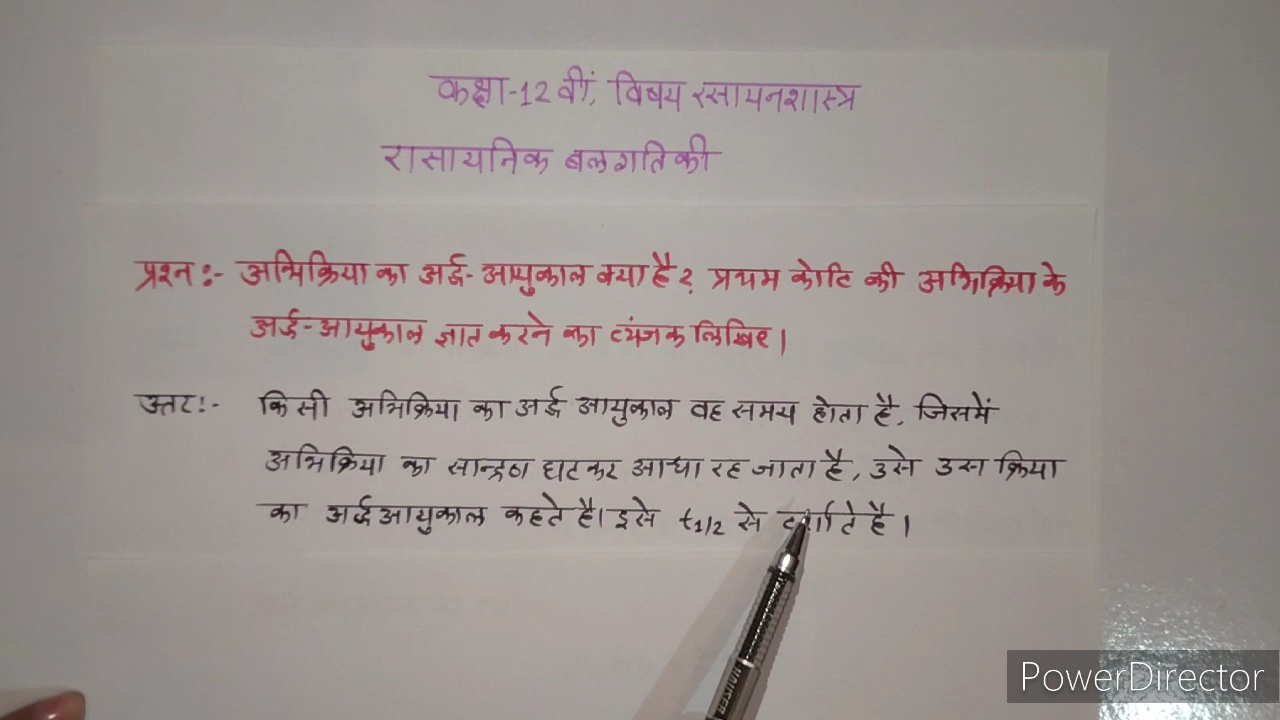 कक्षा-12 वीं, विषय रसायनशास्त्र
रासायनिक बलगतिकी
प्रश्न:- अभिक्रिया का अर्द्ध-आयुकाल क्या है? प्रथम कोटि की अभिक्रिया के
अर्द्ध-आयुकाल ज्ञात करने का व्यंजक लिखिए।
उत्तर:- किसी अभिक्रिया का अर्द्ध आयुकाल वह समय होता है, जिसमें
अभिक्रिया का सान्द्रता घटकर आधा रह जाता है, उसे उस क्रिया
का अर्द्धआयुकाल कहते है। इसे t1/2 से है।
MAUSTER
PowerDirector